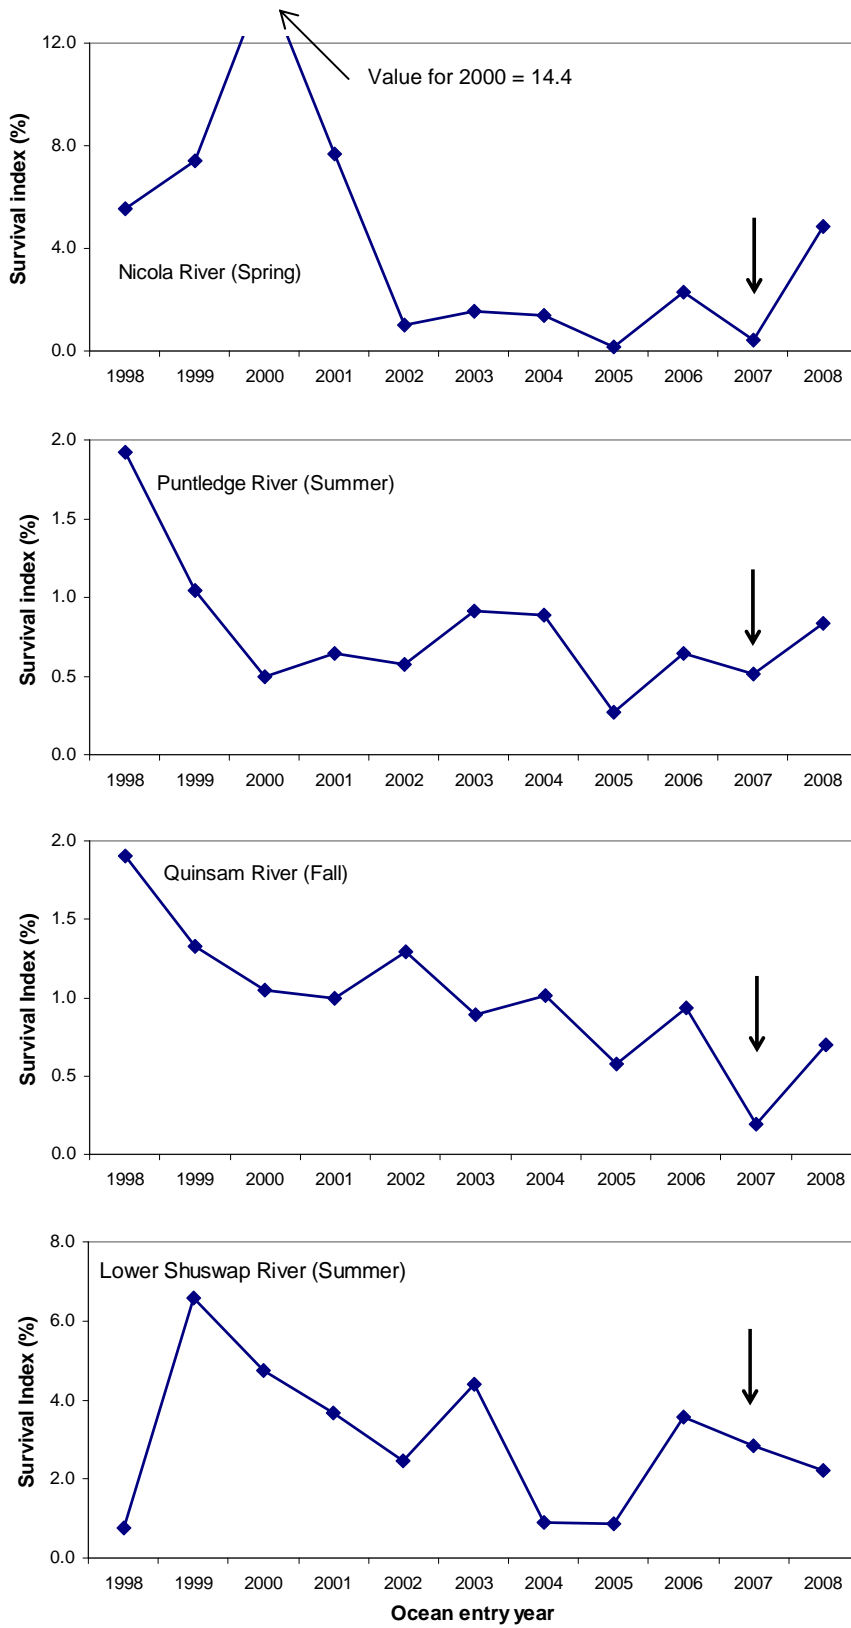 12.0
Value for 2000 = 14.4
8.0
Survival index (%)
4.0
Nicola River (Spring)
0.0
1998 1999 2000 2001 2002 2003 2004 2005 2006 2007 2008
2.0
Puntledge River (Summer)
1.5
Survival index (%)
1.0
0.5
0.0
1998 1999 2000 2001 2002 2003 2004 2005 2006 2007 2008
2.0
Quinsam River (Fall)
1.5
Survival Index (%)
1.0
0.5
0.0
1998 1999 2000 2001 2002 2003 2004 2005 2006 2007 2008
8.0
Lower Shuswap River (Summer)
6.0
Survival Index (%)
4.0
2.0
0.0
1998 1999 2000 2001 2002 2003 2004 2005 2006 2007 2008
Ocean entry year